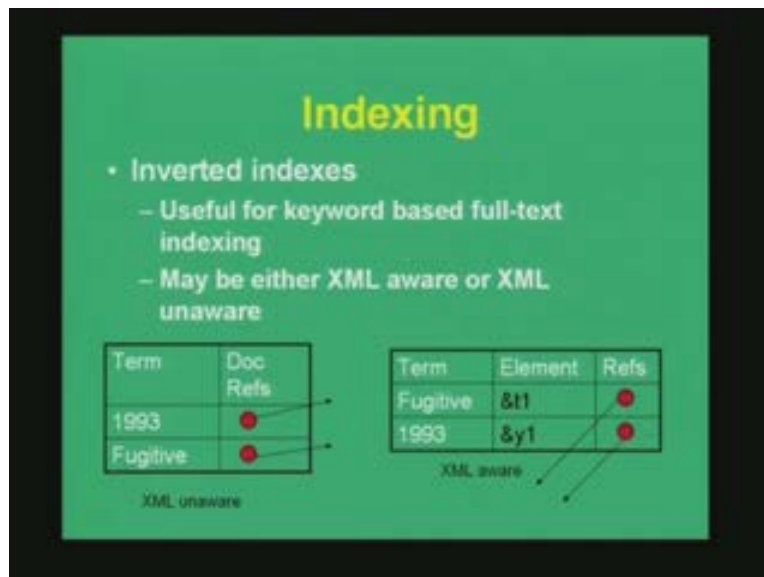 Indexing
• Inverted indexes
– Useful for keyword based full-text
indexing
– May be either XML aware or XML
unaware
Term Doc
Refs
1993
Fugitive
XML unaware
Term Element Refs
Fugitive &t1
1993 &y1
XML aware